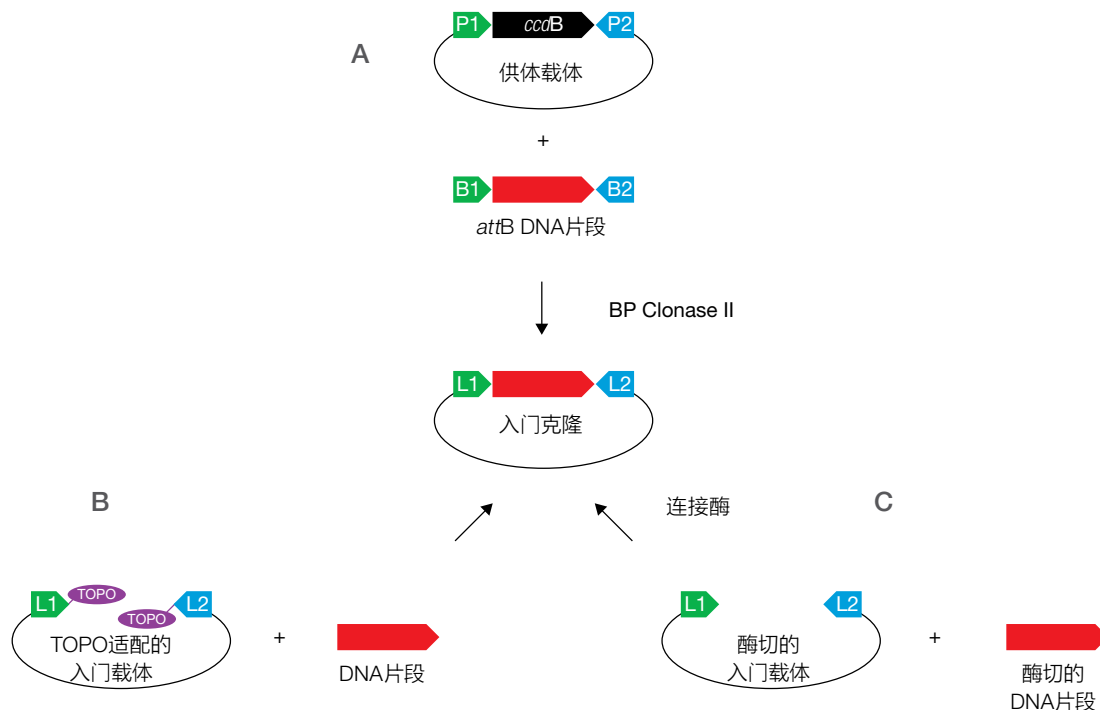 P1 ccdB P2
A
供体载体
+
B1 B2
attB DNA片段
BP Clonase II
L1 L2
入门克隆
B
连接酶
C
L1 TOPO TOPO L2
TOPO适配的
入门载体
+
DNA片段
L1 L2
酶切的
入门载体
+
酶切的
DNA片段